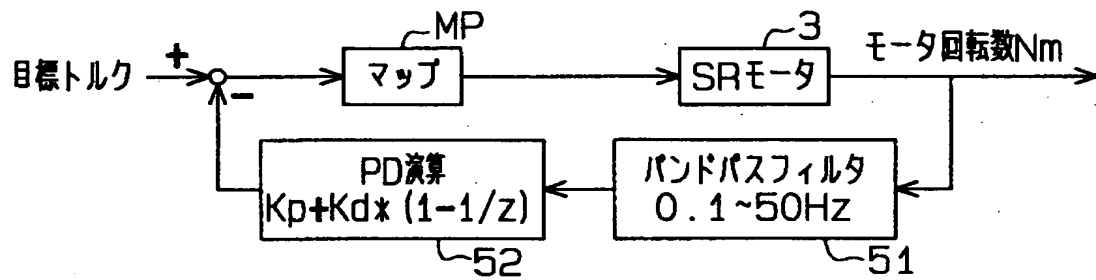 MP
3
目標トルク
+
-
マップ
SRモータ
モータ回転数Nm
PD演算
Kp+Kd*(1-1/z)
バンドパスフィルタ
0.1~50Hz
52
51